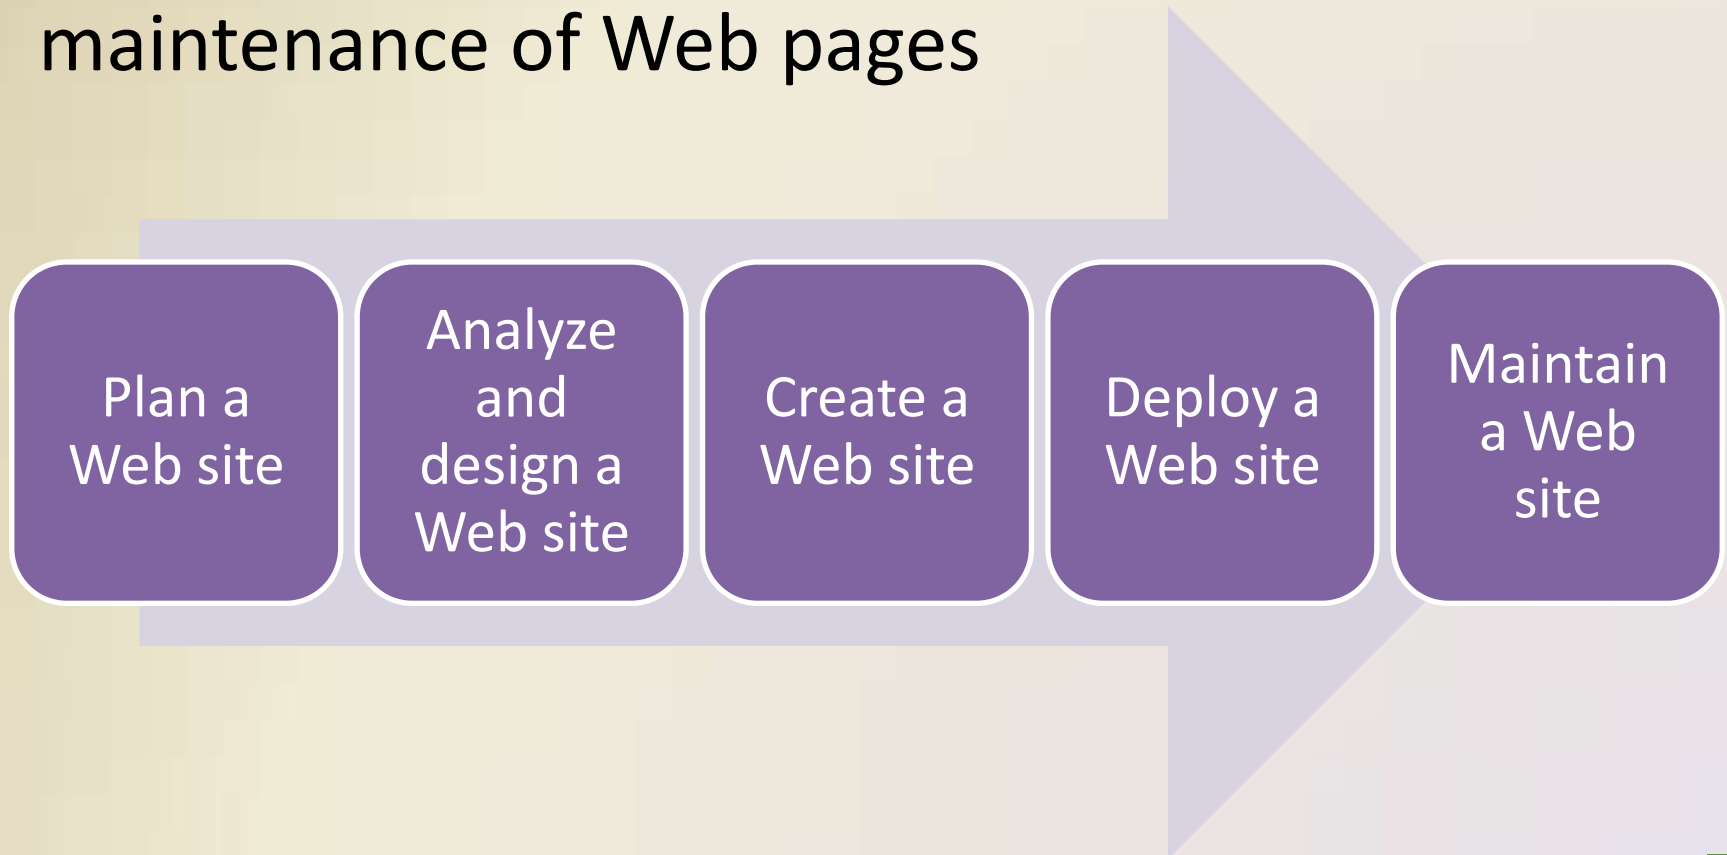 maintenance of Web pages
Plan a
Web site
Analyze
and
design a
Web site
Create a
Web site
Deploy a
Web site
Maintain
a Web
site